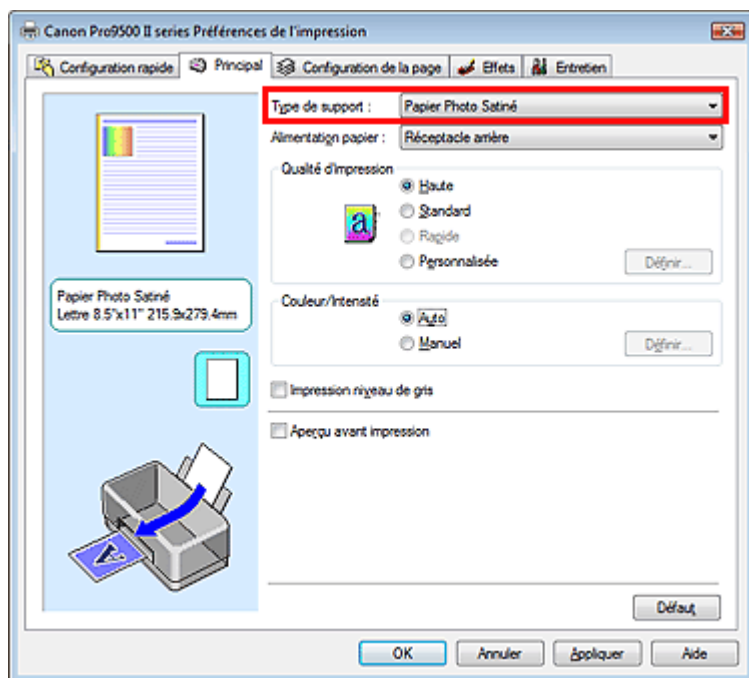 Canon Pro9500 II series Préférences de l'impression
Configuration rapide Principal Configuration de la page Effets Entretien
Type de support : Papier Photo Satiné
Alimentation papier : Réceptacle arrière
Qualité d'impression
Haute
Standard
Rapide
Personnalisée Définir...
Papier Photo Satiné
Lettre 8.5"x11" 215.9x279.4mm
Couleur/Intensité
Auto
Manuel Définir...
Impression niveau de gris
Aperçu avant impression
Défaut
OK Annuler Appliquer Aide